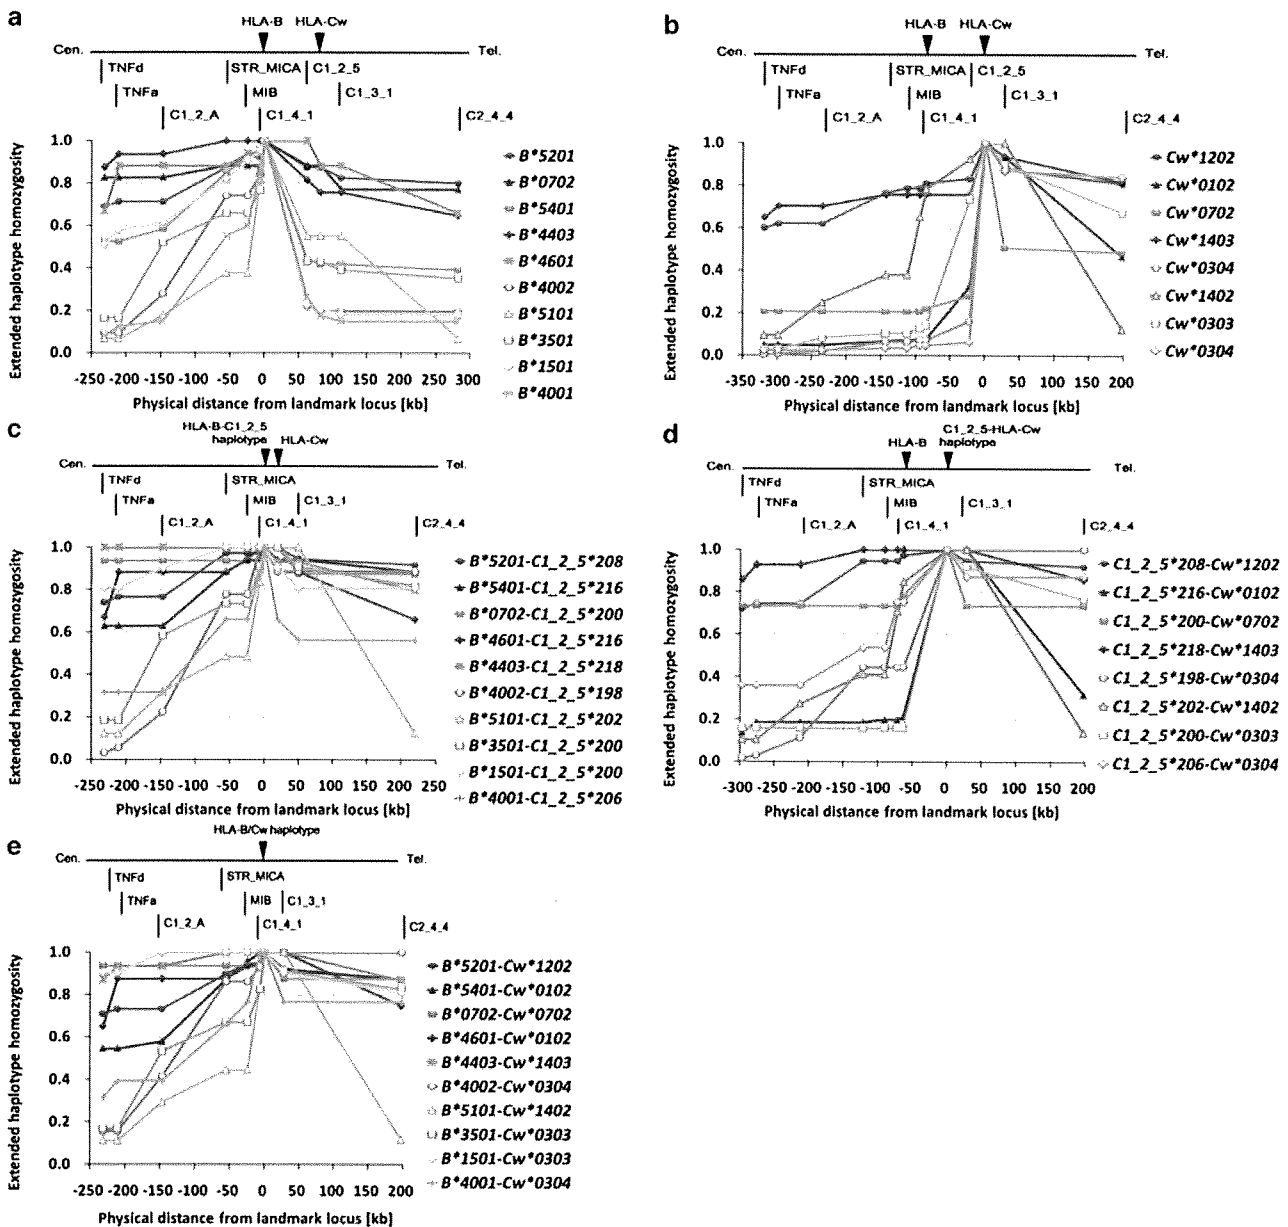 a
HLA-B HLA-Cw
Cen. Tel.
TNFd STR_MICA C1_2_5
TNFa MIB C1_3_1
C1_2_A C1_4_1 C2_4_4
Extended haplotype homozygosity
1.0
0.8
0.6
0.4
0.2
0.0
-250 -200 -150 -100 -50 0 50 100 150 200 250 300
Physical distance from landmark locus [kb]
B*5201
B*0702
B*5401
B*4403
B*4601
B*4002
B*5101
B*3501
B*1501
B*4001
b
HLA-B HLA-Cw
Cen. Tel.
TNFd STR_MICA C1_2_5
TNFa MIB C1_3_1
C1_2_A C1_4_1 C2_4_4
Extended haplotype homozygosity
1.0
0.8
0.6
0.4
0.2
0.0
-350 -300 -250 -200 -150 -100 -50 0 50 100 150 200
Physical distance from landmark locus [kb]
Cw*1202
Cw*0102
Cw*0702
Cw*1403
Cw*0304
Cw*1402
Cw*0303
Cw*0304
c
HLA-B-C1_2_5
haplotype HLA-Cw
Cen. Tel.
TNFd STR_MICA
TNFa MIB C1_3_1
C1_2_A C1_4_1 C2_4_4
Extended haplotype homozygosity
1.0
0.8
0.6
0.4
0.2
0.0
-250 -200 -150 -100 -50 0 50 100 150 200 250
Physical distance from landmark locus [kb]
B*5201-C1_2_5*208
B*5401-C1_2_5*216
B*0702-C1_2_5*200
B*4601-C1_2_5*216
B*4403-C1_2_5*218
B*4002-C1_2_5*198
B*5101-C1_2_5*202
B*3501-C1_2_5*200
B*1501-C1_2_5*200
B*4001-C1_2_5*206
d
C1_2_5-HLA-Cw
HLA-B haplotype
Cen. Tel.
TNFd STR_MICA
TNFa MIB C1_3_1
C1_2_A C1_4_1 C2_4_4
Extended haplotype homozygosity
1.0
0.8
0.6
0.4
0.2
0.0
-300 -250 -200 -150 -100 -50 0 50 100 150 200
Physical distance from landmark locus [kb]
C1_2_5*208-Cw*1202
C1_2_5*216-Cw*0102
C1_2_5*200-Cw*0702
C1_2_5*218-Cw*1403
C1_2_5*198-Cw*0304
C1_2_5*202-Cw*1402
C1_2_5*200-Cw*0303
C1_2_5*206-Cw*0304
e
HLA-B/Cw haplotype
Cen. Tel.
TNFd STR_MICA
TNFa MIB C1_3_1
C1_2_A C1_4_1 C2_4_4
Extended haplotype homozygosity
1.0
0.8
0.6
0.4
0.2
0.0
-250 -200 -150 -100 -50 0 50 100 150 200
Physical distance from landmark locus [kb]
B*5201-Cw*1202
B*5401-Cw*0102
B*0702-Cw*0702
B*4601-Cw*0102
B*4403-Cw*1403
B*4002-Cw*0304
B*5101-Cw*1402
B*3501-Cw*0303
B*1501-Cw*0303
B*4001-Cw*0304